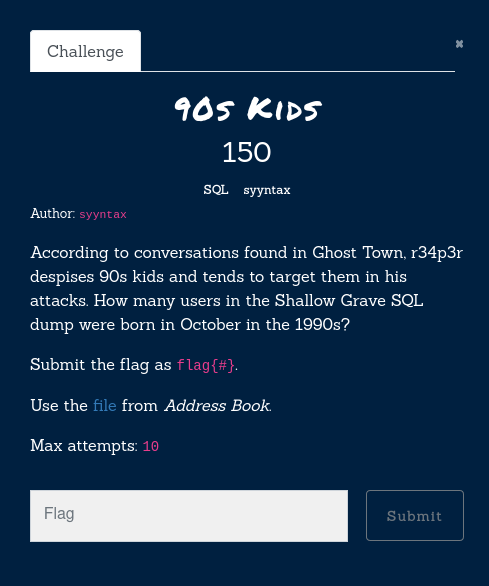 Challenge
×
90s Kids
150
SQL syyntax
Author: syyntax
According to conversations found in Ghost Town, r34p3r
despises 90s kids and tends to target them in his
attacks. How many users in the Shallow Grave SQL
dump were born in October in the 1990s?
Submit the flag as flag{#}.
Use the file from Address Book.
Max attempts: 10
Flag
Submit